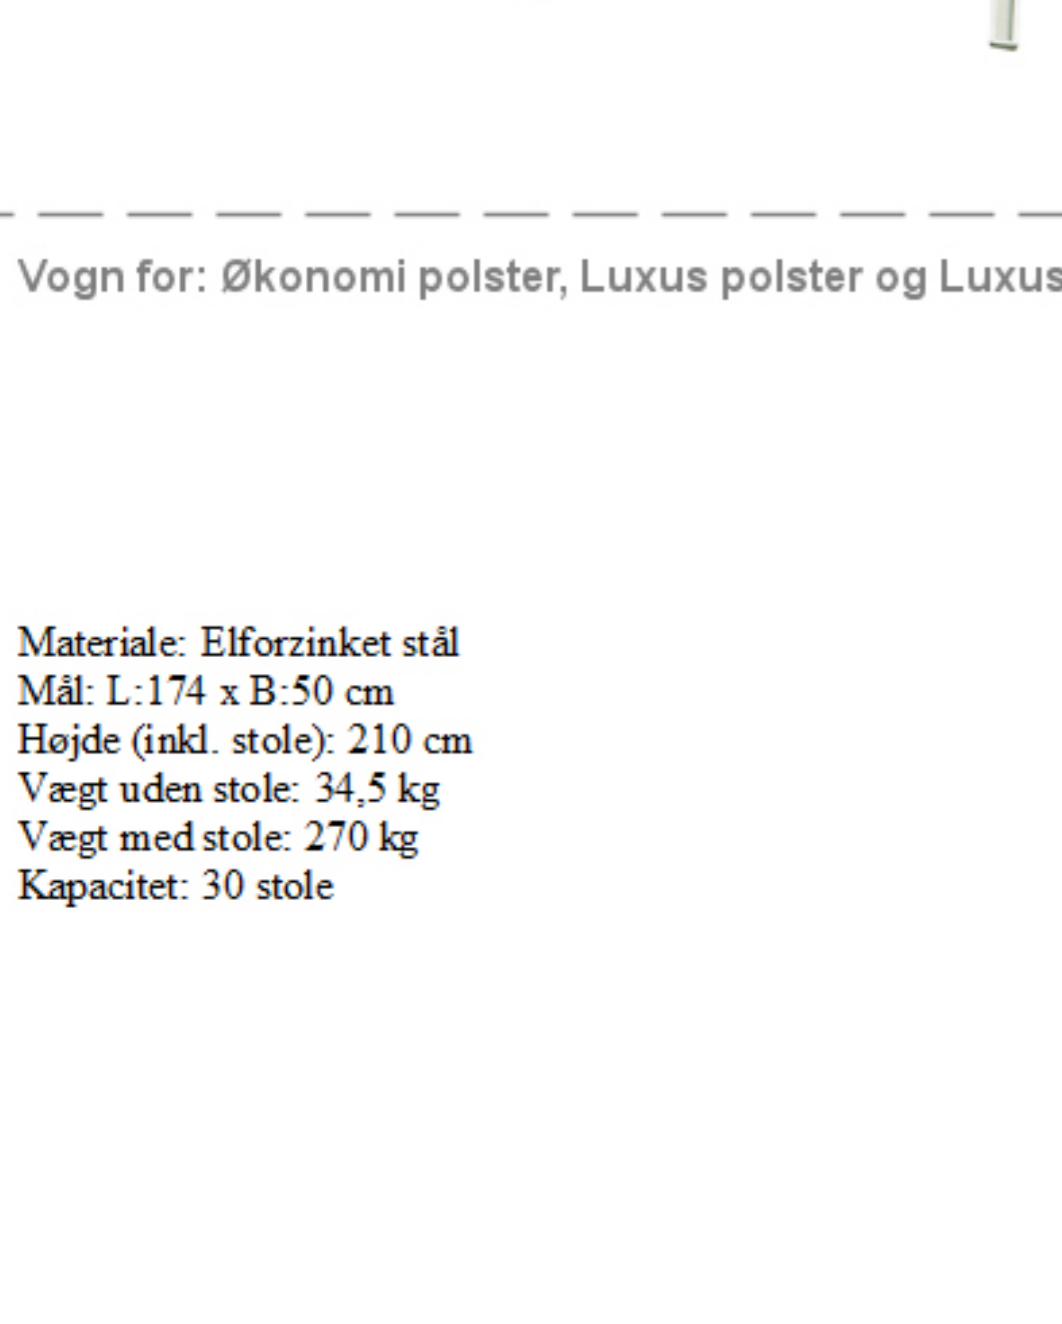 Vogn for: Økonomi polster, Luxus polster og Luxus
Materiale: Elforzinket stål
Mål: L:174 x B:50 cm
Højde (inkl. stole): 210 cm
Vægt uden stole: 34,5 kg
Vægt med stole: 270 kg
Kapacitet: 30 stole